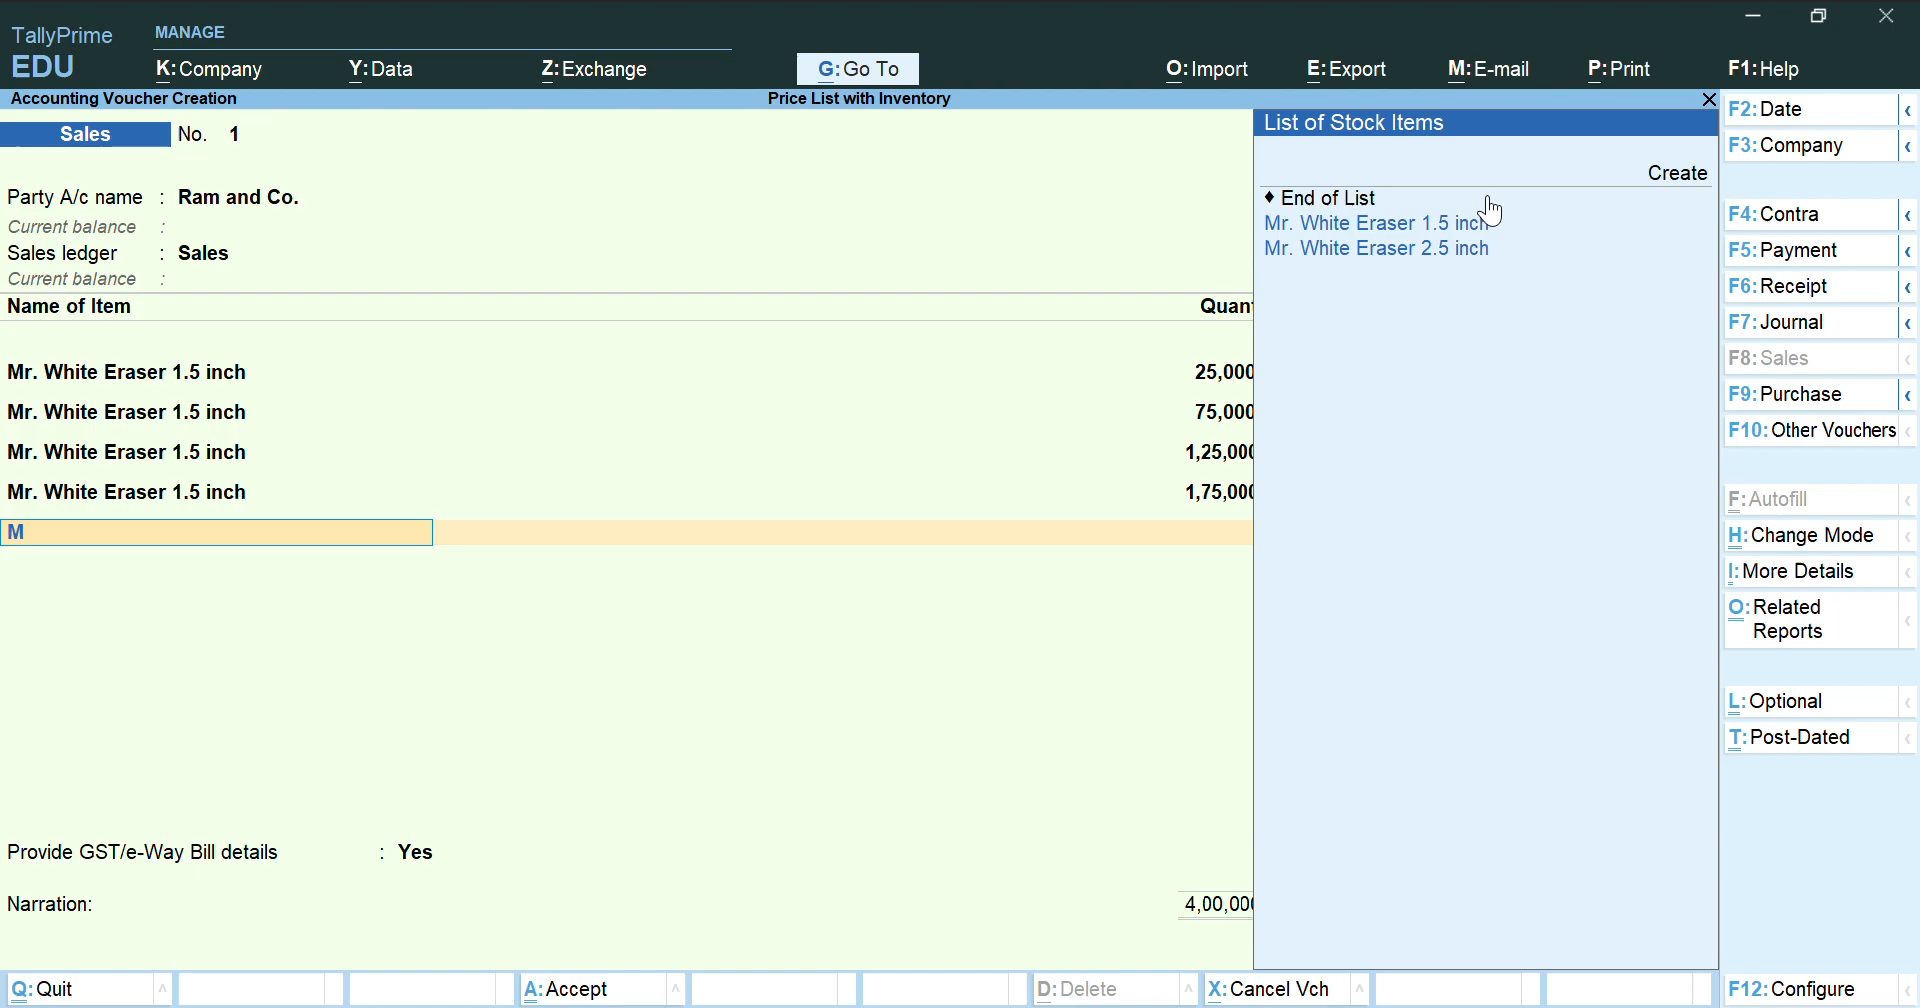 TallyPrime
EDU
MANAGE
K: Company
Y: Data
Z: Exchange
G: Go To
O: Import
E: Export
M: E-mail
P: Print
F1: Help
Accounting Voucher Creation
Price List with Inventory
Sales
No. 1
Party A/c name : Ram and Co.
Current balance :
Sales ledger : Sales
Current balance :
Name of Item
Quant
Mr. White Eraser 1.5 inch
25,000
Mr. White Eraser 1.5 inch
75,000
Mr. White Eraser 1.5 inch
1,25,000
Mr. White Eraser 1.5 inch
1,75,000
M
Provide GST/e-Way Bill details : Yes
Narration:
4,00,000
List of Stock Items
Create
♦ End of List
Mr. White Eraser 1.5 inch
Mr. White Eraser 2.5 inch
F2: Date
F3: Company
F4: Contra
F5: Payment
F6: Receipt
F7: Journal
F8: Sales
F9: Purchase
F10: Other Vouchers
F: Autofill
H: Change Mode
I: More Details
O: Related
Reports
L: Optional
T: Post-Dated
Q: Quit
A: Accept
D: Delete
X: Cancel Vch
F12: Configure